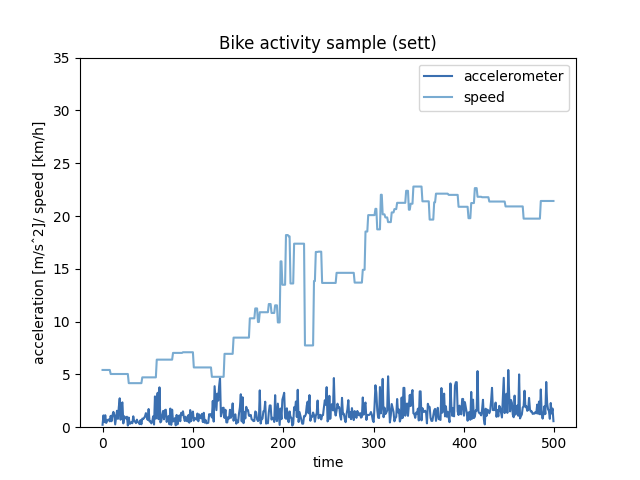 Bike activity sample (sett)
accelerometer
speed
acceleration [m/s^2]/ speed [km/h]
35
30
25
20
15
10
5
0
0 100 200 300 400 500
time